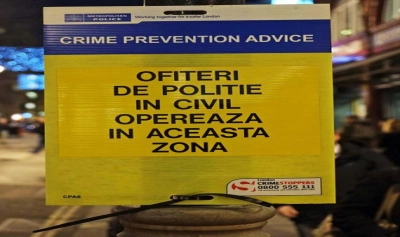 METROPOLITAN
POLICE
Working together for a safer London
CRIME PREVENTION ADVICE
OFITERI
DE POLITIE
IN CIVIL
OPEREAZA
IN ACEASTA
ZONA
CRIMESTOPPERS
0800 555 111